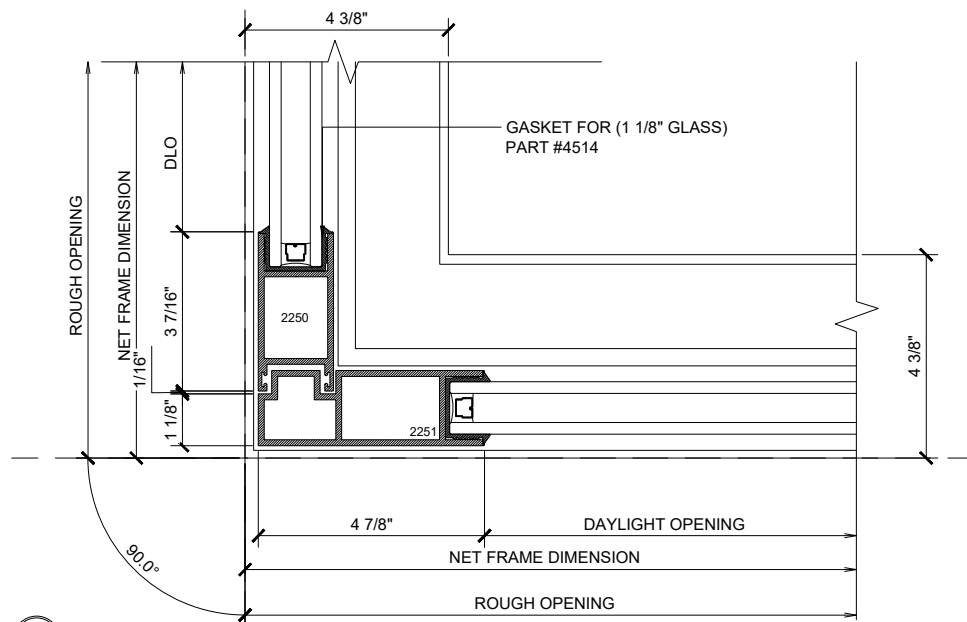 4 3/8"
GASKET FOR (1 1/8" GLASS)
PART #4514
ROUGH OPENING
NET FRAME DIMENSION
DLO
3 7/16"
1/16"
1 1/8"
2250
2251
4 3/8"
4 7/8"
DAYLIGHT OPENING
NET FRAME DIMENSION
ROUGH OPENING
90.0°